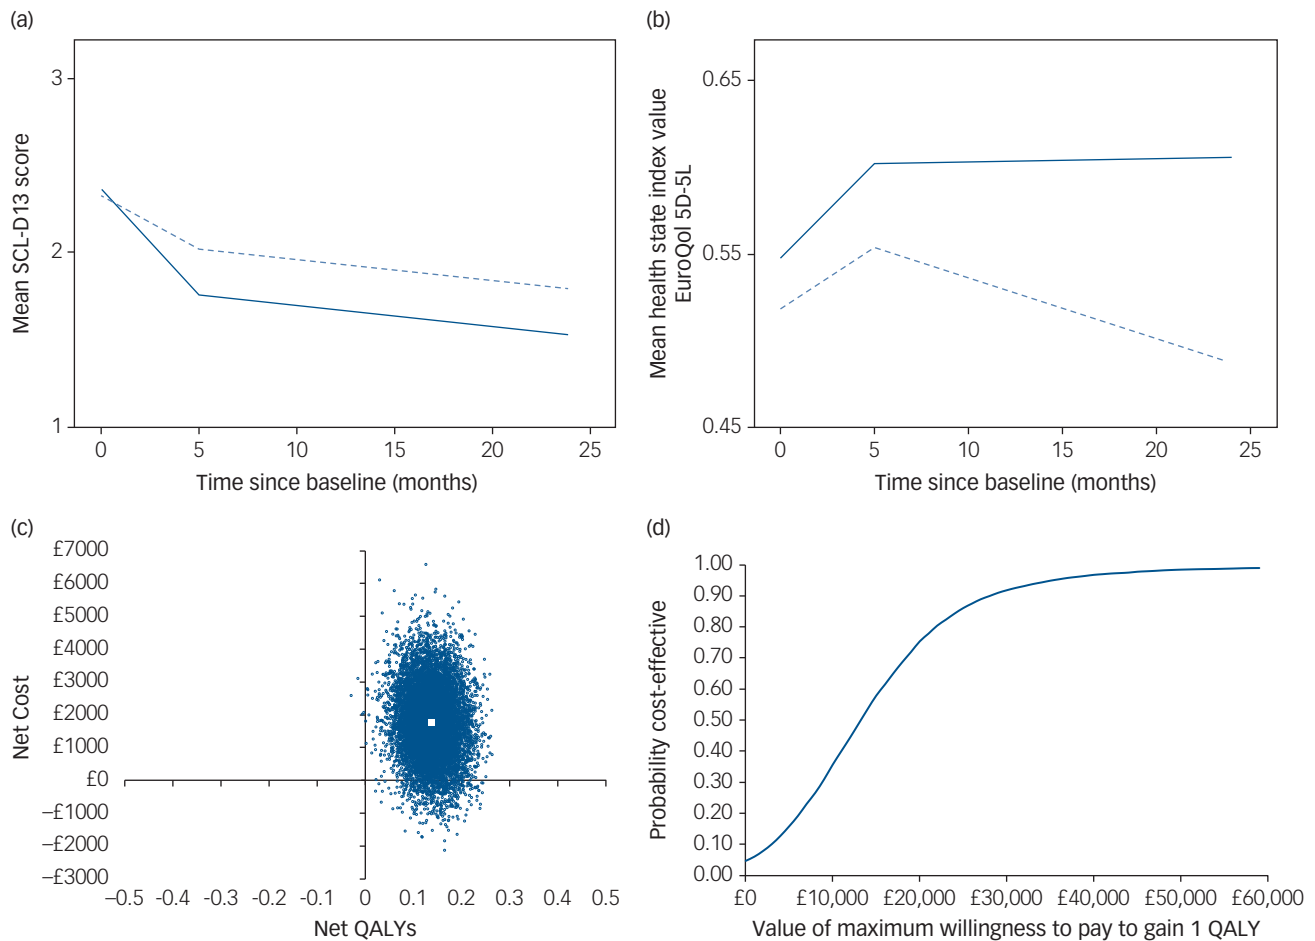 (a)
3
2
1
Mean SCL-D13 score
0 5 10 15 20 25
Time since baseline (months)
(b)
0.65
0.55
0.45
Mean health state index value
EuroQol 5D-5L
0 5 10 15 20 25
Time since baseline (months)
(c)
£7000
£6000
£5000
£4000
£3000
£2000
£1000
£0
–£1000
–£2000
–£3000
Net Cost
–0.5 -0.4 -0.3 -0.2 -0.1 0 0.1 0.2 0.3 0.4 0.5
Net QALYs
(d)
1.00
0.90
0.80
0.70
0.60
0.50
0.40
0.30
0.20
0.10
0.00
Probability cost-effective
£0 £10,000 £20,000 £30,000 £40,000 £50,000 £60,000
Value of maximum willingness to pay to gain 1 QALY